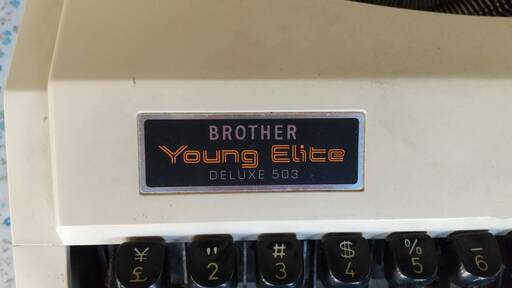 BROTHER
Young Elite
DELUXE 503
¥ " # $ % _
£ 2 3 4 5 6